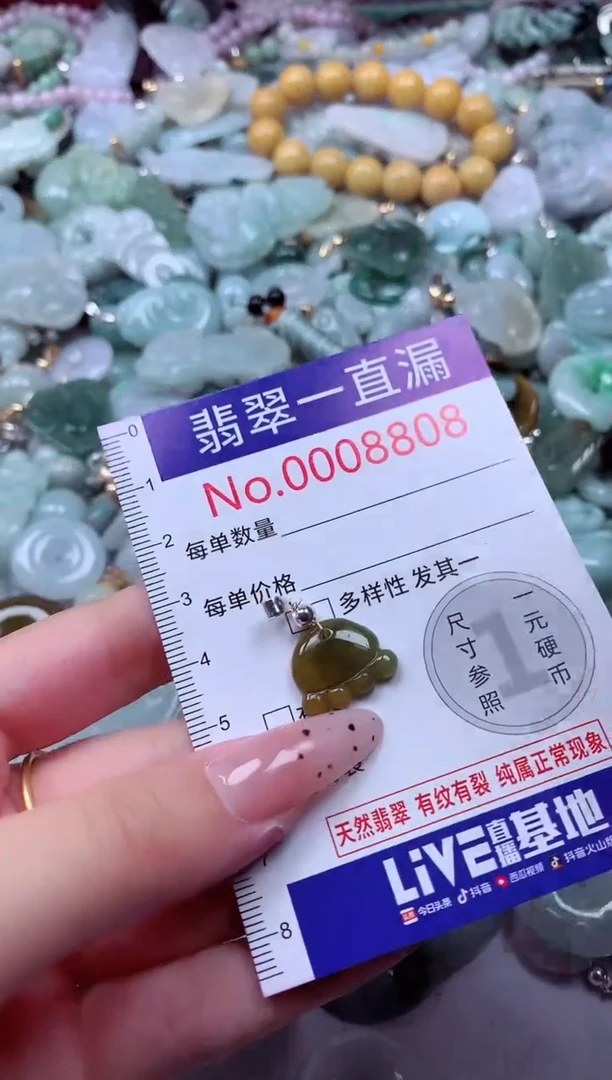 0
翡翠一直漏
1
No.0008808
2
每单数量
3
每单价格
多样性 发其一
4
尺寸参照
1
一元硬币
5
天然翡翠 有纹有裂 纯属正常现象
LiVE直播基地
头条 今日头条 抖音 西瓜视频 抖音火山
8